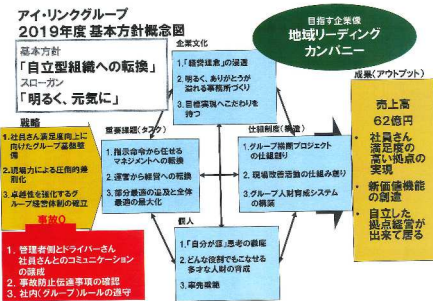 アイ・リンクグループ
2019年度 基本方針概念図
基本方針
「自立型組織への転換」
スローガン
「明るく、元気に」
目指す企業像
地域リーディング
カンパニー
企業文化
1.「経営理念」の浸透
2.明るく、ありがとうが
溢れる事務所づくり
3.目標実現へこだわりを
持つ
戦略
1.社員さん満足度向上に
向けたグループ基盤整
備
2.現場力による圧倒的差
別化
3.卓越性を強化するグ
ループ経営体制の確立
重要課題(タスク)
1.指示命令から任せる
マネジメントへの転換
2.運営から経営への転換
3.部分最適の追及と全体
最適の最大化
仕組制度(構造)
1.グループ横断プロジェクト
の仕組創り
2.現場改善活動の仕組み創り
3.グループ人財育成システム
の構築
成果(アウトプット)
売上高
62億円
・ 社員さん
満足度の
高い拠点の
実現
・ 新価値機能
の創造
・ 自立した
拠点経営が
出来て居る
個人
1.「自分が源」思考の徹底
2.どんな役割でもこなせる
多才な人財の育成
3.率先垂範
事故0
1. 管理者側とドライバーさん
社員さんとのコミュニケーション
の醸成
2. 事故防止伝達事項の確認
3. 社内(グループ)ルールの遵守